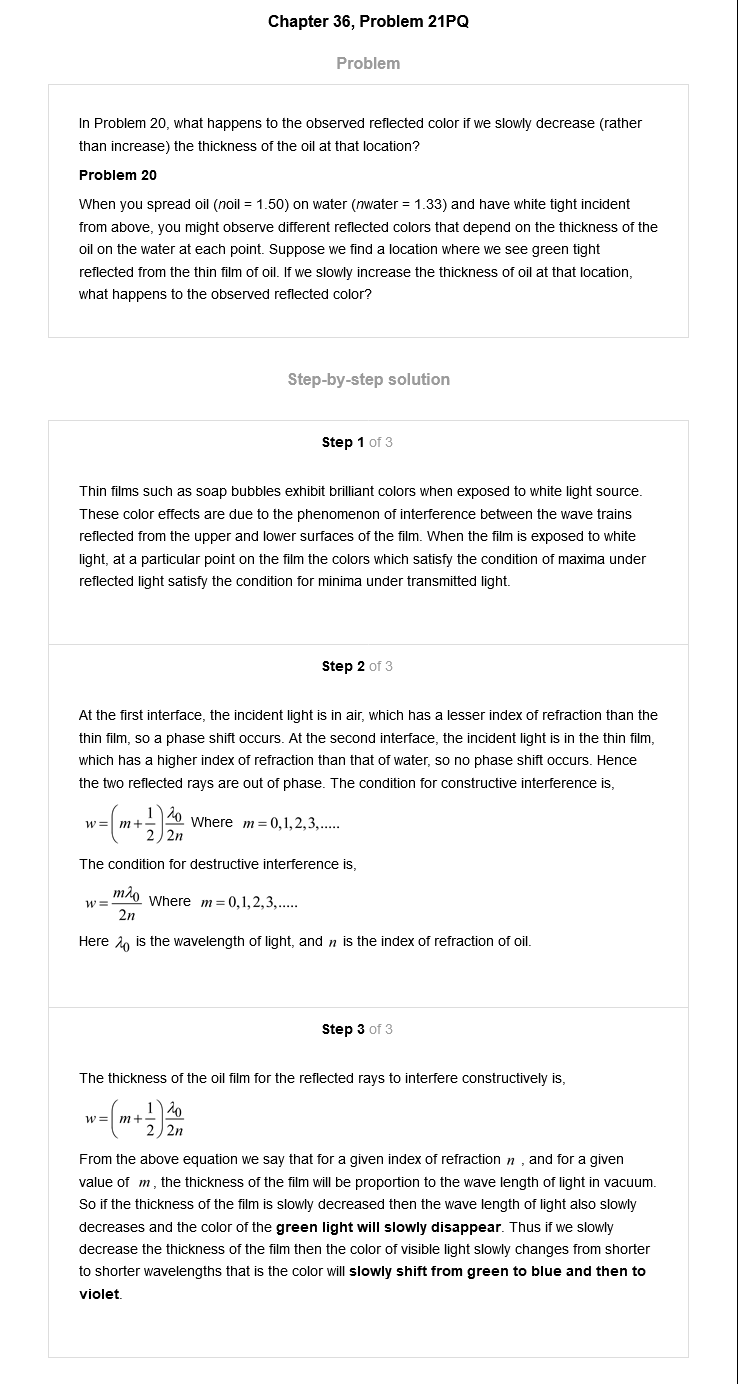 Chapter 36, Problem 21PQ
Problem
In Problem 20, what happens to the observed reflected color if we slowly decrease (rather
than increase) the thickness of the oil at that location?
Problem 20
When you spread oil (noil = 1.50) on water (nwater = 1.33) and have white tight incident
from above, you might observe different reflected colors that depend on the thickness of the
oil on the water at each point. Suppose we find a location where we see green tight
reflected from the thin film of oil. If we slowly increase the thickness of oil at that location,
what happens to the observed reflected color?
Step-by-step solution
Step 1 of 3
Thin films such as soap bubbles exhibit brilliant colors when exposed to white light source.
These color effects are due to the phenomenon of interference between the wave trains
reflected from the upper and lower surfaces of the film. When the film is exposed to white
light, at a particular point on the film the colors which satisfy the condition of maxima under
reflected light satisfy the condition for minima under transmitted light.
Step 2 of 3
At the first interface, the incident light is in air, which has a lesser index of refraction than the
thin film, so a phase shift occurs. At the second interface, the incident light is in the thin film,
which has a higher index of refraction than that of water, so no phase shift occurs. Hence
the two reflected rays are out of phase. The condition for constructive interference is,
w = (m + 1/2) λ₀/2n Where m = 0,1,2,3,.....
The condition for destructive interference is,
w = mλ₀/2n Where m = 0,1,2,3,.....
Here λ₀ is the wavelength of light, and n is the index of refraction of oil.
Step 3 of 3
The thickness of the oil film for the reflected rays to interfere constructively is,
w = (m + 1/2) λ₀/2n
From the above equation we say that for a given index of refraction n , and for a given
value of m , the thickness of the film will be proportion to the wave length of light in vacuum.
So if the thickness of the film is slowly decreased then the wave length of light also slowly
decreases and the color of the green light will slowly disappear. Thus if we slowly
decrease the thickness of the film then the color of visible light slowly changes from shorter
to shorter wavelengths that is the color will slowly shift from green to blue and then to
violet.